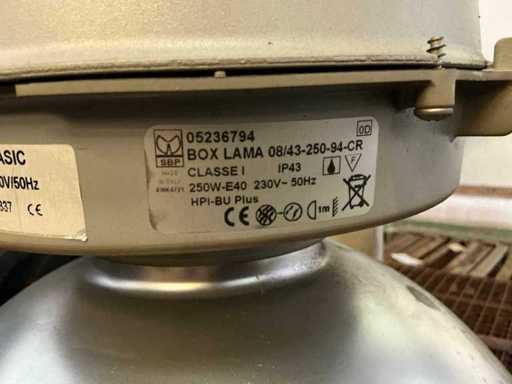 ASIC
0V/50Hz
337 CE
SBP
05236794
0D
BOX LAMA 08/43-250-94-CR
CLASSE I IP43 F
250W-E40 230V~ 50Hz
HPI-BU Plus
CE 1m